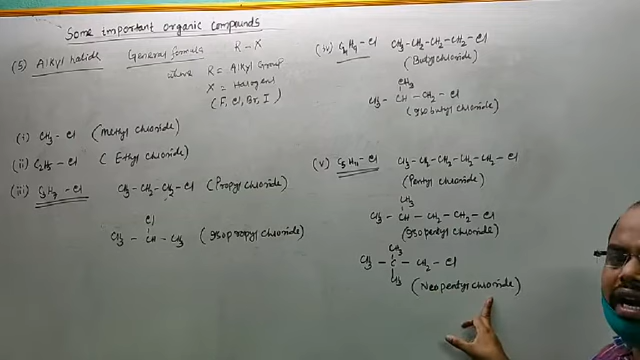 Some important organic compounds
(5) Alkyl halide General formula R - X
where R = Alkyl Group
X = Halogens
(F, Cl, Br, I)
(i) CH₃ - Cl (Methyl chloride)
(ii) C₂H₅ - Cl (Ethyl chloride)
(iii) C₃H₇ - Cl CH₃-CH₂-CH₂-Cl (Propyl chloride)
Cl
CH₃ - CH - CH₃ (Isopropyl chloride)
(iv) C₄H₉ - Cl CH₃-CH₂-CH₂-CH₂-Cl
(Butyl chloride)
CH₃
CH₃ - CH - CH₂ - Cl
(Isobutyl chloride)
(v) C₅H₁₁ - Cl CH₃-CH₂-CH₂-CH₂-CH₂-Cl
(Pentyl chloride)
CH₃
CH₃ - CH - CH₂ - CH₂ - Cl
(Isopentyl chloride)
CH₃
CH₃ - C - CH₂ - Cl
CH₃
(Neopentyl chloride)